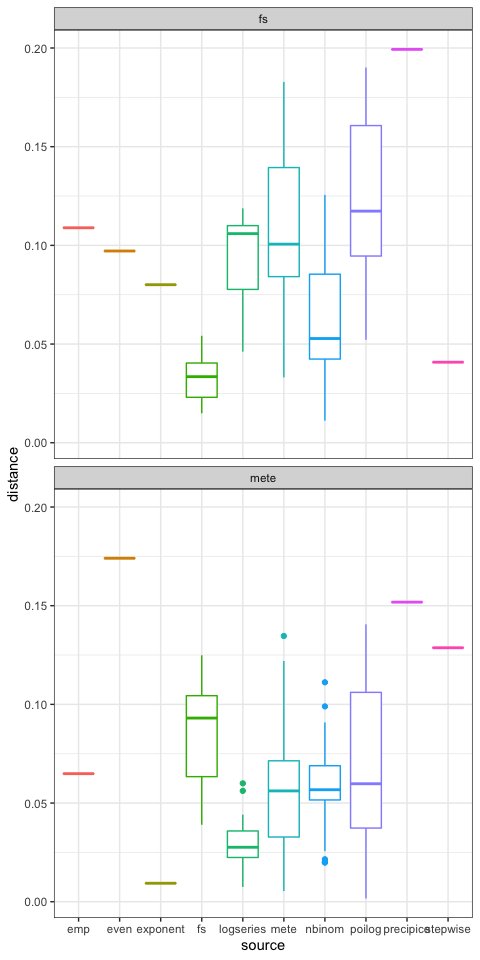 fs
0.20
0.15
0.10
0.05
0.00
distance
mete
0.20
0.15
0.10
0.05
0.00
emp even exponent fs logseries mete nbinom poilog precipice stepwise
source